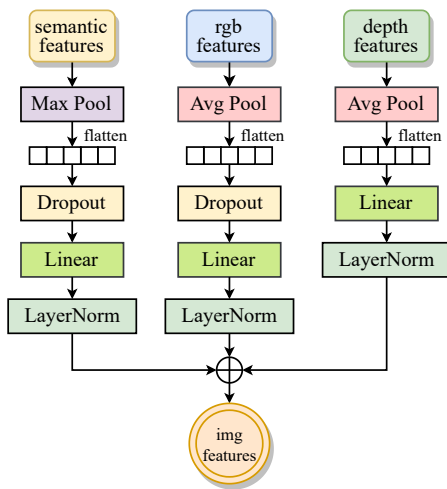 semantic
features
rgb
features
depth
features
Max Pool
Avg Pool
Avg Pool
flatten
flatten
flatten
Dropout
Dropout
Linear
Linear
Linear
LayerNorm
LayerNorm
LayerNorm
img
features